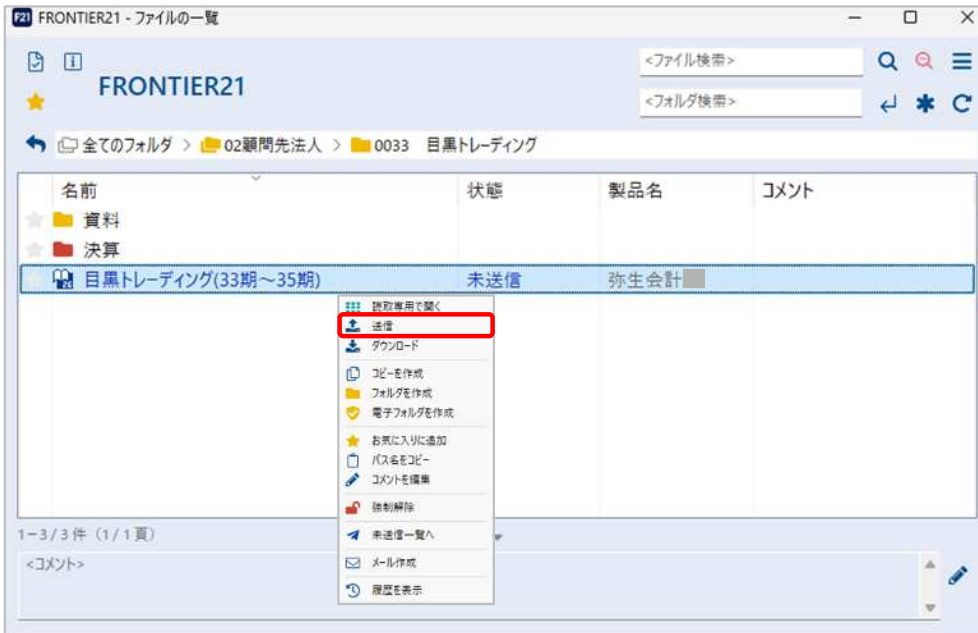 F21 FRONTIER21 - ファイルの一覧
FRONTIER21
<ファイル検索>
<フォルダ検索>
全てのフォルダ > 02顧問先法人 > 0033 目黒トレーディング
名前 状態 製品名 コメント
資料
決算
目黒トレーディング(33期～35期) 未送信 弥生会計
読取専用で開く
送信
ダウンロード
コピーを作成
フォルダを作成
電子フォルダを作成
お気に入りに追加
パス名をコピー
コメントを編集
強制解除
未送信一覧へ
メール作成
履歴を表示
1-3/3件 (1/1頁)
<コメント>